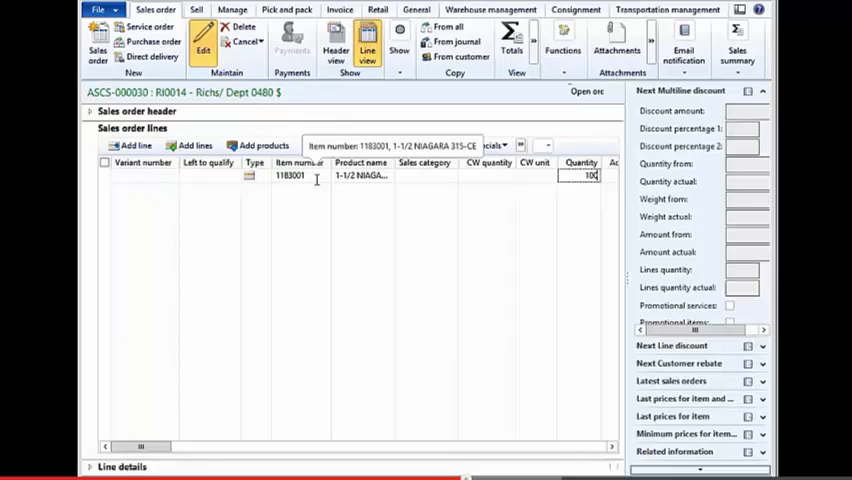 File Sales order Sell Manage Pick and pack Invoice Retail General Warehouse management Consignment Transportation management
Sales order
Service order
Purchase order
Direct delivery
New
Edit
Delete
Cancel
Maintain
Payments
Payments
Header view
Line view
Show
Show
From all
From journal
From customer
Copy
Totals
View
Functions
Attachments
Attachments
Email notification
Sales summary
ASCS-000030 : RI0014 - Richs/ Dept 0480 $
Open orc
Sales order header
Sales order lines
Add line Add lines Add products
Item number: 1183001, 1-1/2 NIAGARA 315-CE
cials
Variant number Left to qualify Type Item number Product name Sales category CW quantity CW unit Quantity
1183001 1-1/2 NIAGA... 100
Line details
Next Multiline discount
Discount amount:
Discount percentage 1:
Discount percentage 2:
Quantity from:
Quantity actual:
Weight from:
Weight actual:
Amount from:
Amount actual:
Lines quantity:
Lines quantity actual:
Promotional services:
Promotional items:
Next Line discount
Next Customer rebate
Latest sales orders
Last prices for item and ...
Last prices for item
Minimum prices for item...
Related information